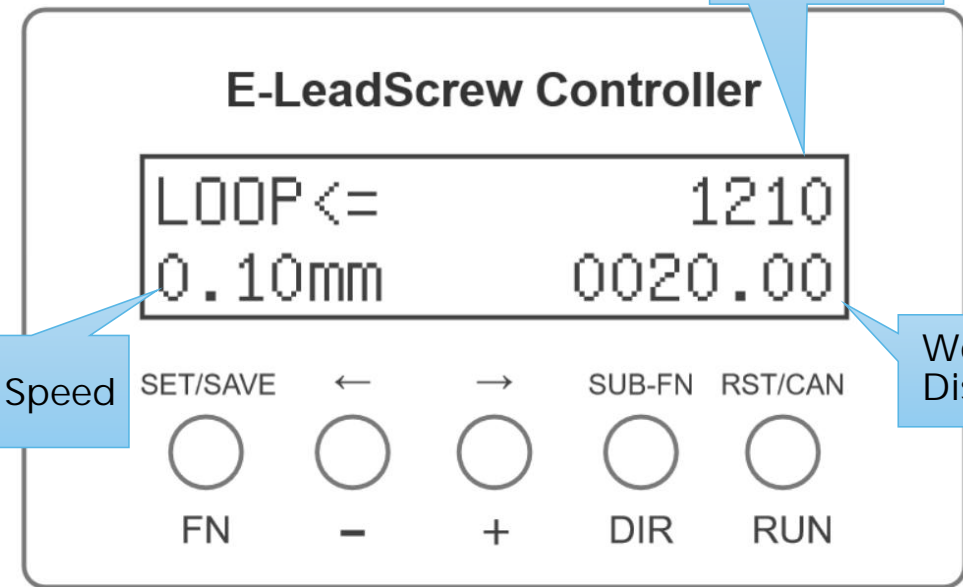 E-LeadScrew Controller
LOOP<= 1210
0.10mm 0020.00
Speed
SET/SAVE ← → SUB-FN RST/CAN
FN - + DIR RUN